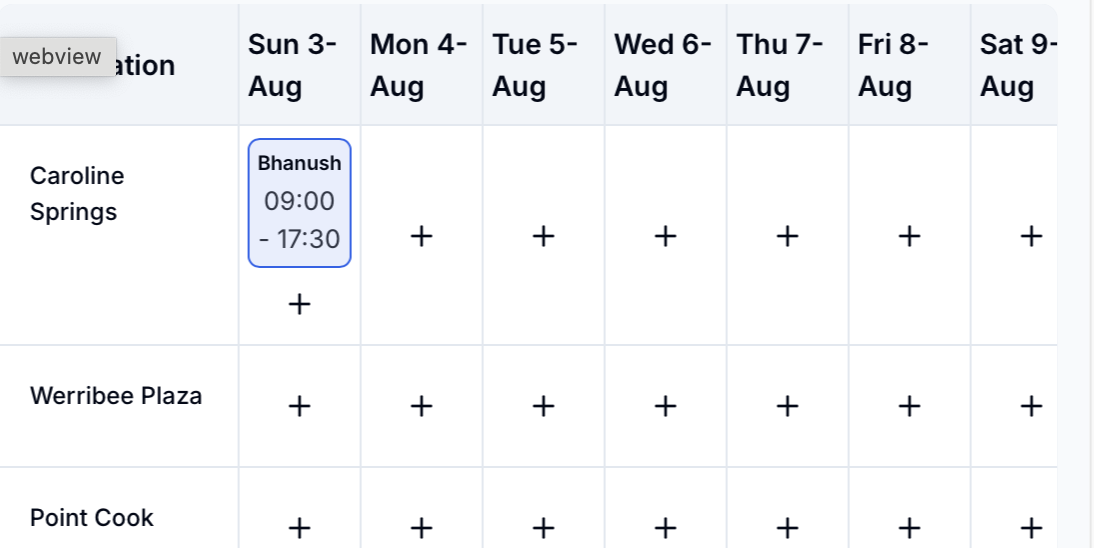 webview
ation
Sun 3-
Aug
Mon 4-
Aug
Tue 5-
Aug
Wed 6-
Aug
Thu 7-
Aug
Fri 8-
Aug
Sat 9-
Aug
Caroline
Springs
Bhanush
09:00
- 17:30
+
+
+
+
+
+
+
Werribee Plaza
+
+
+
+
+
+
+
Point Cook
+
+
+
+
+
+
+